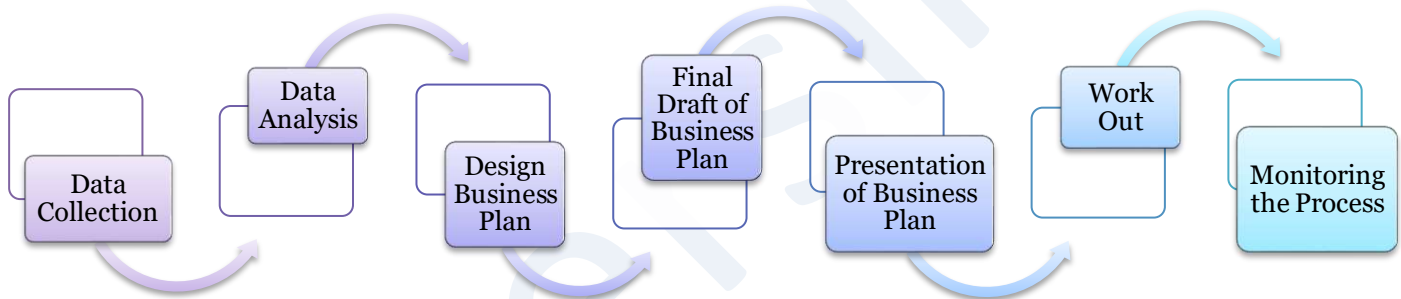 Data
Collection
Data
Analysis
Design
Business
Plan
Final
Draft of
Business
Plan
Presentation
of Business
Plan
Work
Out
Monitoring
the Process